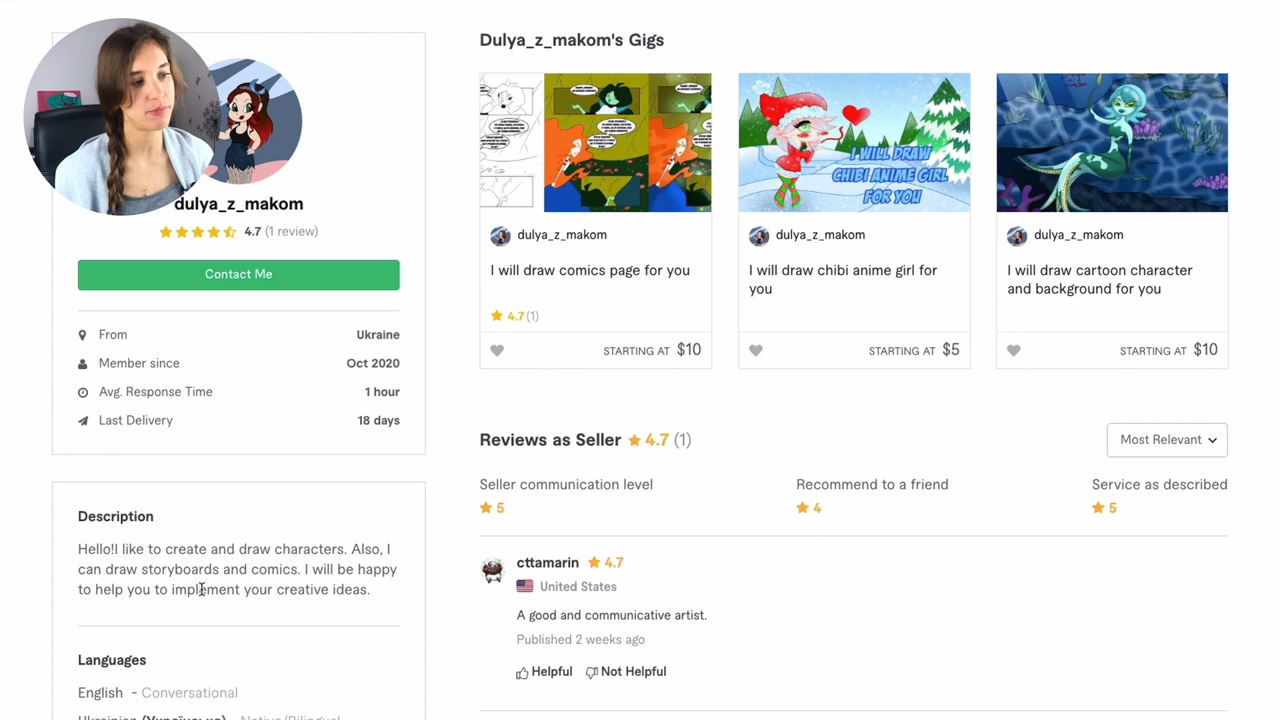 dulya_z_makom
4.7 (1 review)
Contact Me
From Ukraine
Member since Oct 2020
Avg. Response Time 1 hour
Last Delivery 18 days
Description
Hello!I like to create and draw characters. Also, I
can draw storyboards and comics. I will be happy
to help you to implement your creative ideas.
Languages
English - Conversational
Dulya_z_makom's Gigs
dulya_z_makom
I will draw comics page for you
4.7 (1)
STARTING AT $10
I WILL DRAW
CHIBI ANIME GIRL
FOR YOU
dulya_z_makom
I will draw chibi anime girl for
you
STARTING AT $5
dulya_z_makom
I will draw cartoon character
and background for you
STARTING AT $10
Reviews as Seller 4.7 (1)
Most Relevant
Seller communication level
5
Recommend to a friend
4
Service as described
5
cttamarin 4.7
United States
A good and communicative artist.
Published 2 weeks ago
Helpful Not Helpful